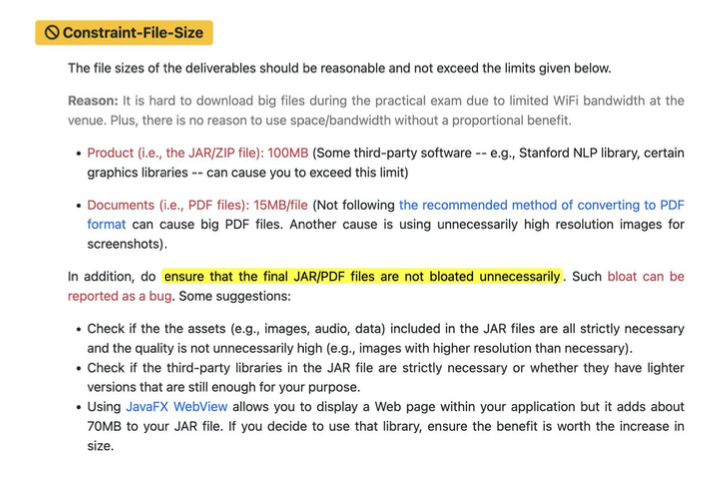 Constraint-File-Size
The file sizes of the deliverables should be reasonable and not exceed the limits given below.
Reason: It is hard to download big files during the practical exam due to limited WiFi bandwidth at the
venue. Plus, there is no reason to use space/bandwidth without a proportional benefit.
• Product (i.e., the JAR/ZIP file): 100MB (Some third-party software -- e.g., Stanford NLP library, certain
graphics libraries -- can cause you to exceed this limit)
• Documents (i.e., PDF files): 15MB/file (Not following the recommended method of converting to PDF
format can cause big PDF files. Another cause is using unnecessarily high resolution images for
screenshots).
In addition, do ensure that the final JAR/PDF files are not bloated unnecessarily. Such bloat can be
reported as a bug. Some suggestions:
• Check if the the assets (e.g., images, audio, data) included in the JAR files are all strictly necessary
and the quality is not unnecessarily high (e.g., images with higher resolution than necessary).
• Check if the third-party libraries in the JAR file are strictly necessary or whether they have lighter
versions that are still enough for your purpose.
• Using JavaFX WebView allows you to display a Web page within your application but it adds about
70MB to your JAR file. If you decide to use that library, ensure the benefit is worth the increase in
size.